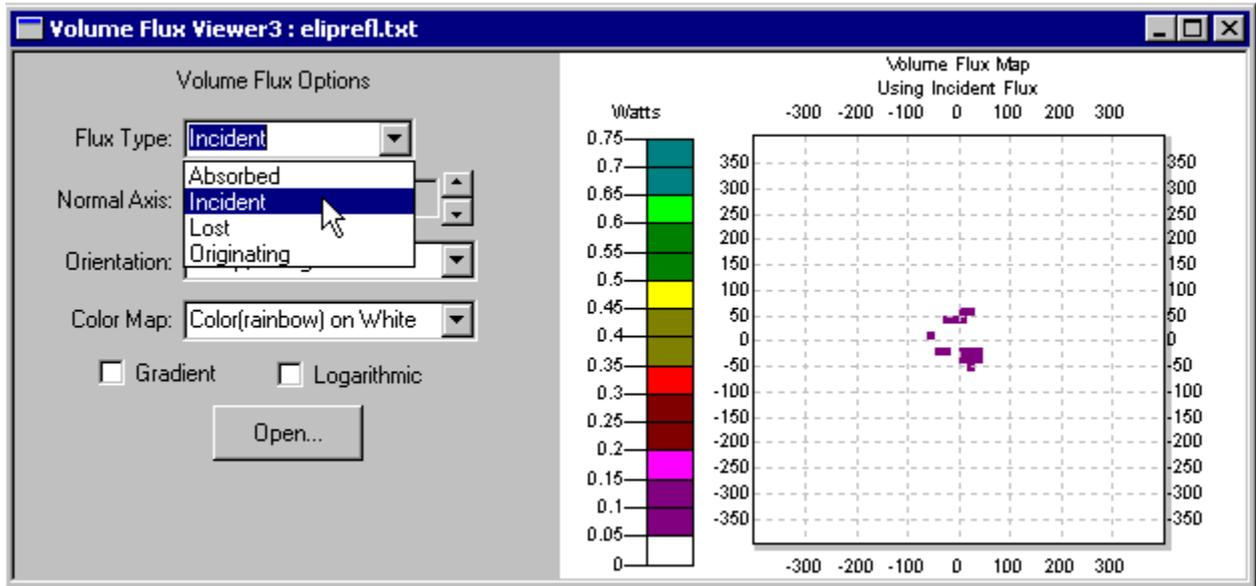 Volume Flux Viewer3 : eliprefl.txt
Volume Flux Options
Flux Type: Incident
Absorbed
Incident
Lost
Originating
Normal Axis:
Orientation:
Color Map: Color(rainbow) on White
Gradient Logarithmic
Open...
Volume Flux Map
Using Incident Flux
Watts
0.75
0.7
0.65
0.6
0.55
0.5
0.45
0.4
0.35
0.3
0.25
0.2
0.15
0.1
0.05
0
-300 -200 -100 0 100 200 300
350 350
300 300
250 250
200 200
150 150
100 100
50 50
0 0
-50 -50
-100 -100
-150 -150
-200 -200
-250 -250
-300 -300
-350 -350
-300 -200 -100 0 100 200 300